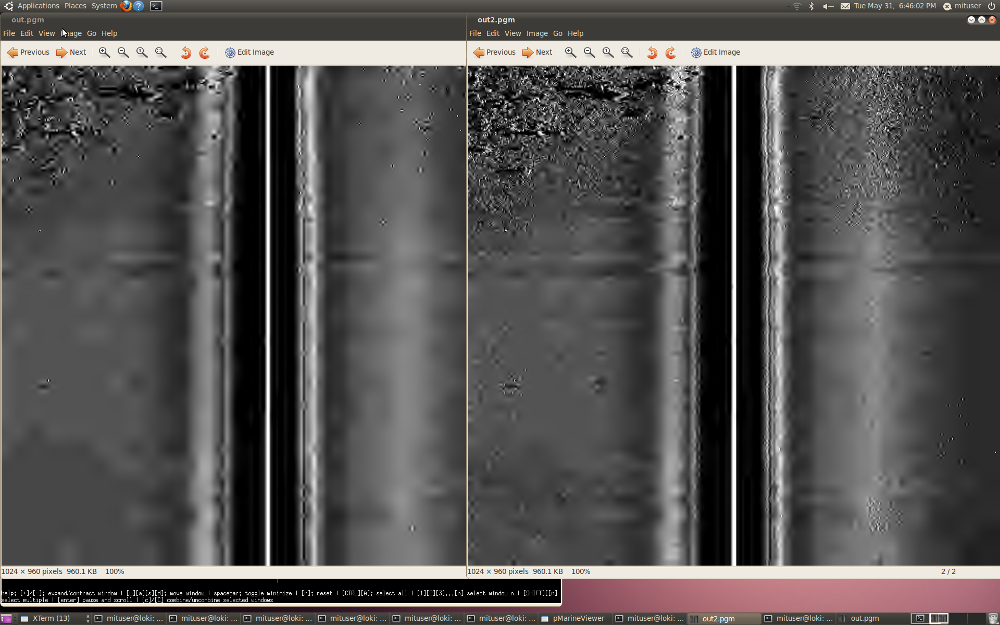 Applications Places System Tue May 31, 6:46:02 PM mituser
out.pgm
File Edit View Image Go Help
Previous Next Edit Image
1024 × 960 pixels 960.1 KB 100%
out2.pgm
File Edit View Image Go Help
Previous Next Edit Image
1024 × 960 pixels 960.1 KB 100% 2 / 2
help: [+]/[-]: expand/contract window | [w][a][s][d]: move window | spacebar: toggle minimize | [r]: reset | [CTRL][A]: select all | [1][2][3]...[n] select window n | [SHIFT][[n]
select multiple | [enter] pause and scroll | [c]/[C] combine/uncombine selected windows
XTerm (13) mituser@loki: ... mituser@loki: ... mituser@loki: ... mituser@loki: ... mituser@loki: ... mituser@loki: ... pMarineViewer mituser@loki: ... out2.pgm mituser@loki: ... out.pgm